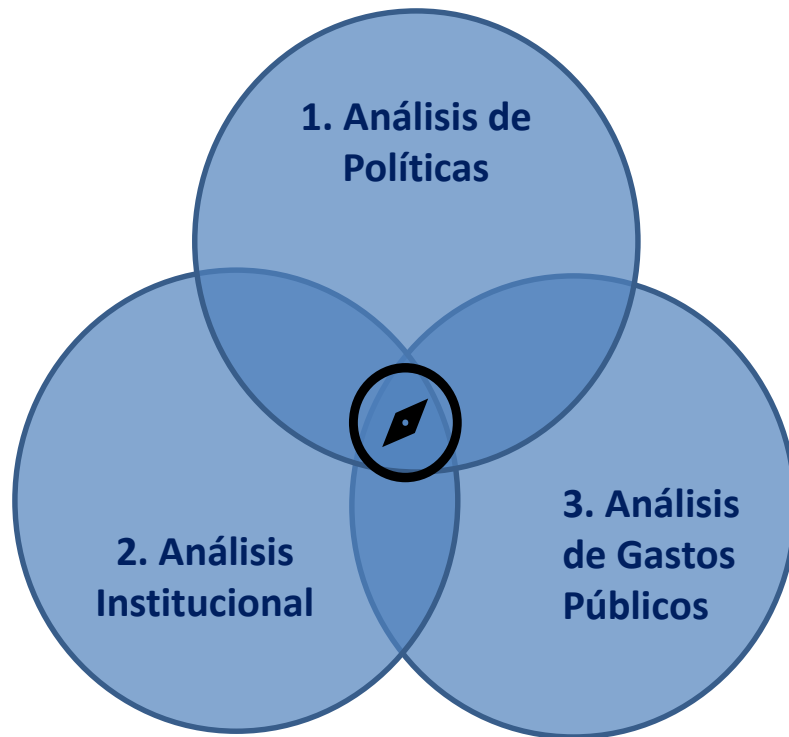 1. Análisis de
Políticas
2. Análisis
Institucional
3. Análisis
de Gastos
Públicos